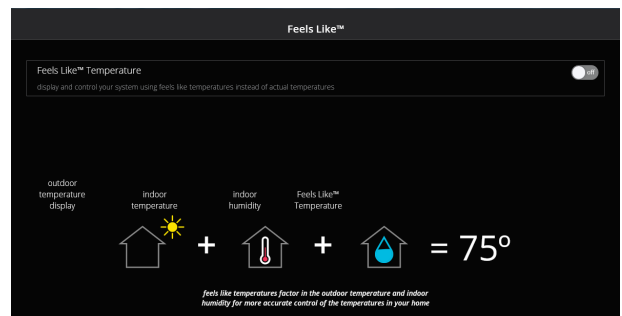 Feels Like™
Feels Like™ Temperature
off
display and control your system using feels like temperatures instead of actual temperatures
outdoor
temperature
display
indoor
temperature
indoor
humidity
Feels Like™
Temperature
+ + = 75°
feels like temperatures factor in the outdoor temperature and indoor
humidity for more accurate control of the temperatures in your home